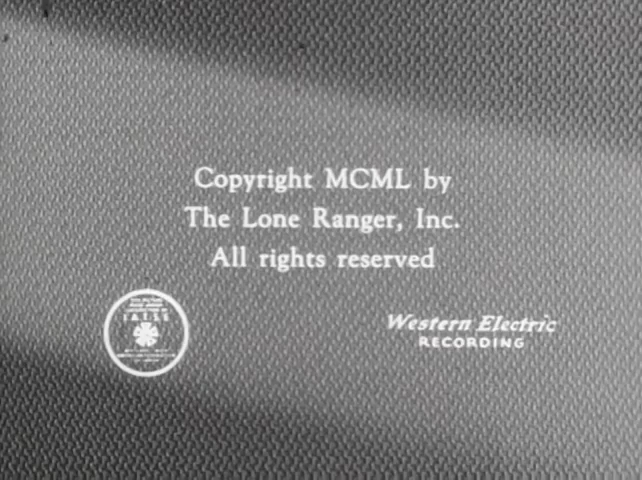 Copyright MCML by
The Lone Ranger, Inc.
All rights reserved
I.A.T.S.E
Western Electric
RECORDING